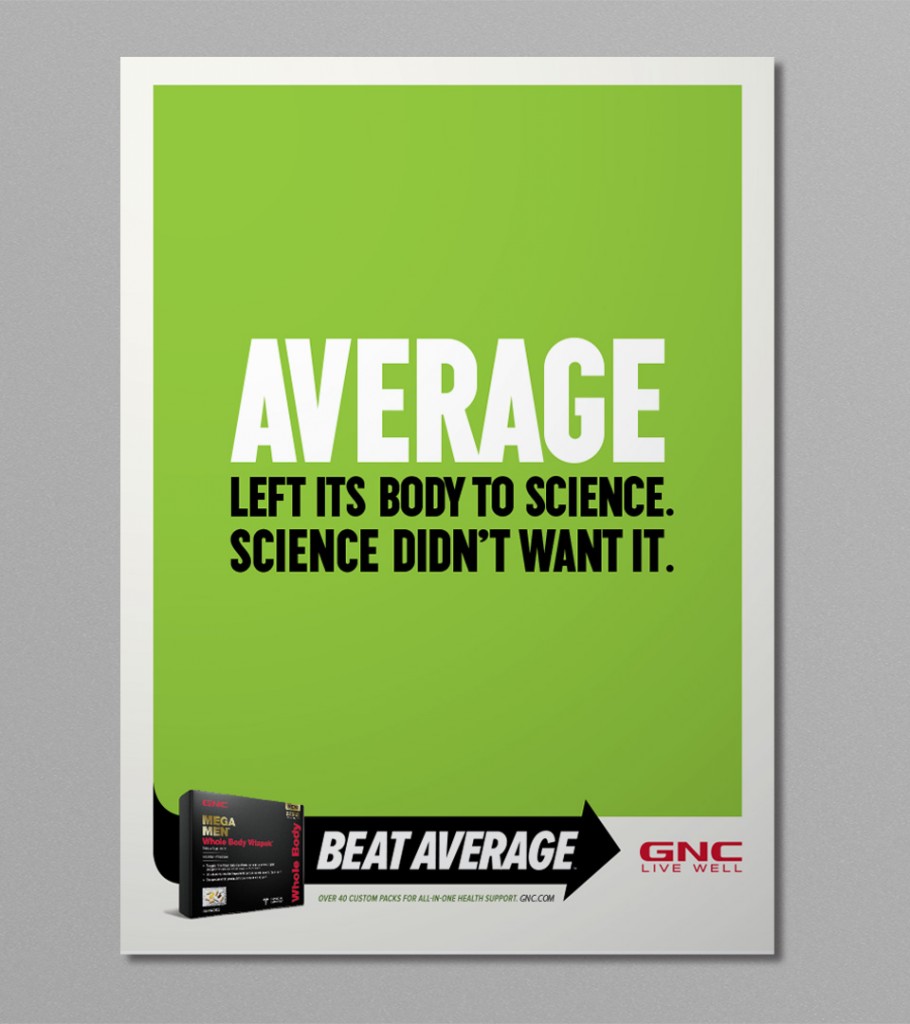 AVERAGE
LEFT ITS BODY TO SCIENCE.
SCIENCE DIDN'T WANT IT.
GNC
MEGA
MEN
Whole Body Vitapak
Whole Body
BEAT AVERAGE
OVER 40 CUSTOM PACKS FOR ALL-IN-ONE HEALTH SUPPORT. GNC.COM
GNC
LIVE WELL